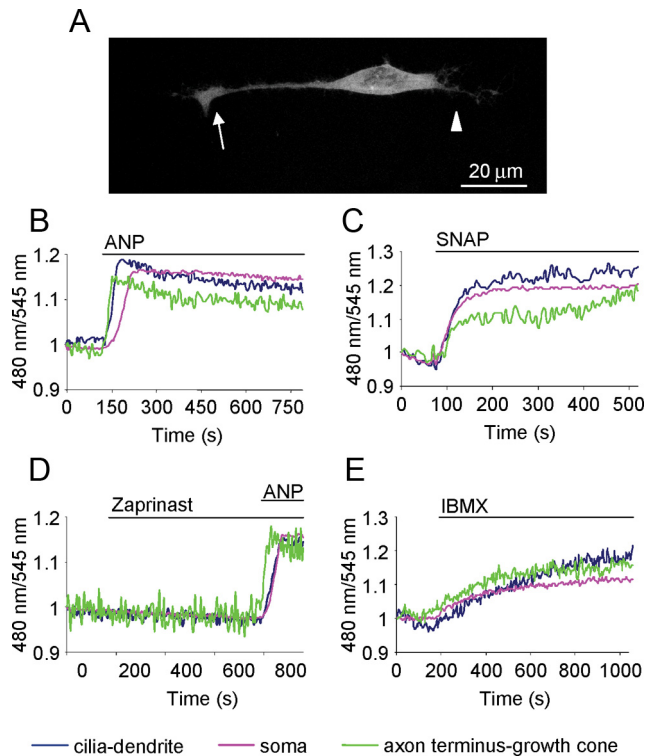 A
20 μm
B
ANP
1.2
1.1
1
0.9
480 nm/545 nm
0 150 300 450 600 750
Time (s)
C
SNAP
1.3
1.2
1.1
1
0.9
480 nm/545 nm
0 100 200 300 400 500
Time (s)
D
Zaprinast
ANP
1.2
1.1
1
0.9
480 nm/545 nm
0 200 400 600 800
Time (s)
E
IBMX
1.3
1.2
1.1
1
0.9
480 nm/545 nm
0 200 400 600 800 1000
Time (s)
cilia-dendrite soma axon terminus-growth cone